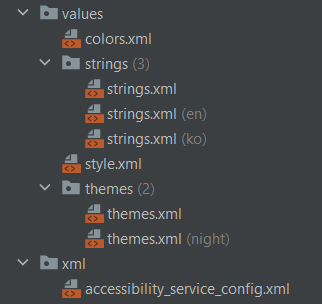 values
colors.xml
strings (3)
strings.xml
strings.xml (en)
strings.xml (ko)
style.xml
themes (2)
themes.xml
themes.xml (night)
xml
accessibility_service_config.xml